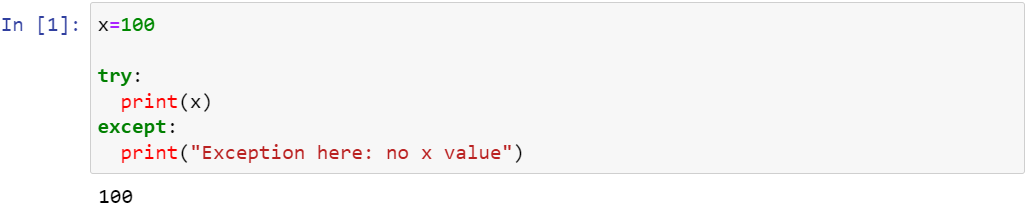 In [1]: x=100
try:
  print(x)
except:
  print("Exception here: no x value")
100